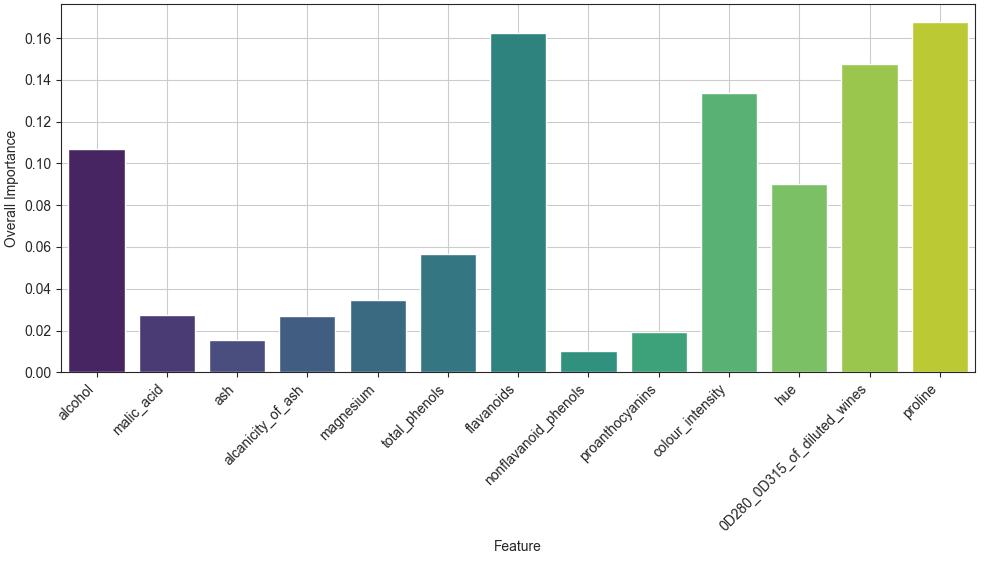 0.16
0.14
0.12
0.10
0.08
0.06
0.04
0.02
0.00
Overall Importance
alcohol
malic_acid
ash
alcanicity_of_ash
magnesium
total_phenols
flavanoids
nonflavanoid_phenols
proanthocyanins
colour_intensity
hue
0D280_0D315_of_diluted_wines
proline
Feature